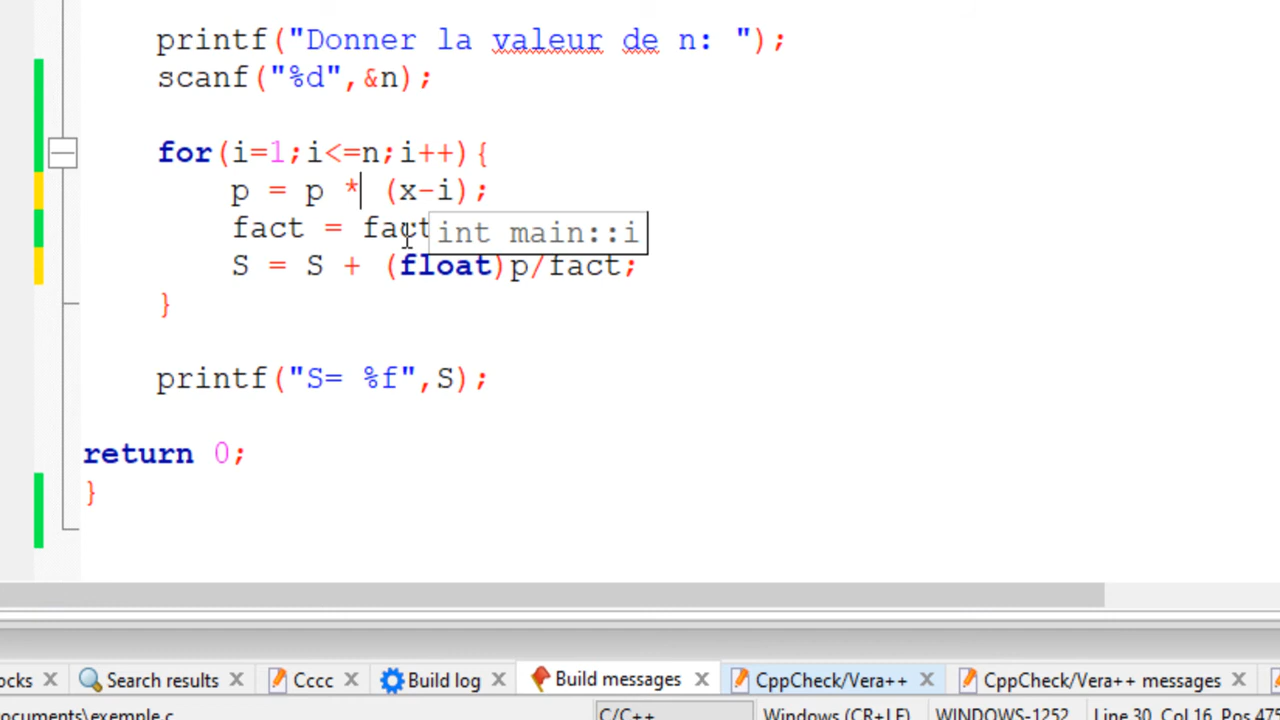 printf("Donner la valeur de n: ");
scanf("%d",&n);
for(i=1;i<=n;i++){
p = p * (x-i);
fact = fact
int main::i
S = S + (float)p/fact;
}
printf("S= %f",S);
return 0;
}
ocks Search results Cccc Build log Build messages CppCheck/Vera++ CppCheck/Vera++ messages
ocuments\exemple.c C/C++ Windows (CR+LF) WINDOWS-1252 Line 30, Col 16, Pos 475